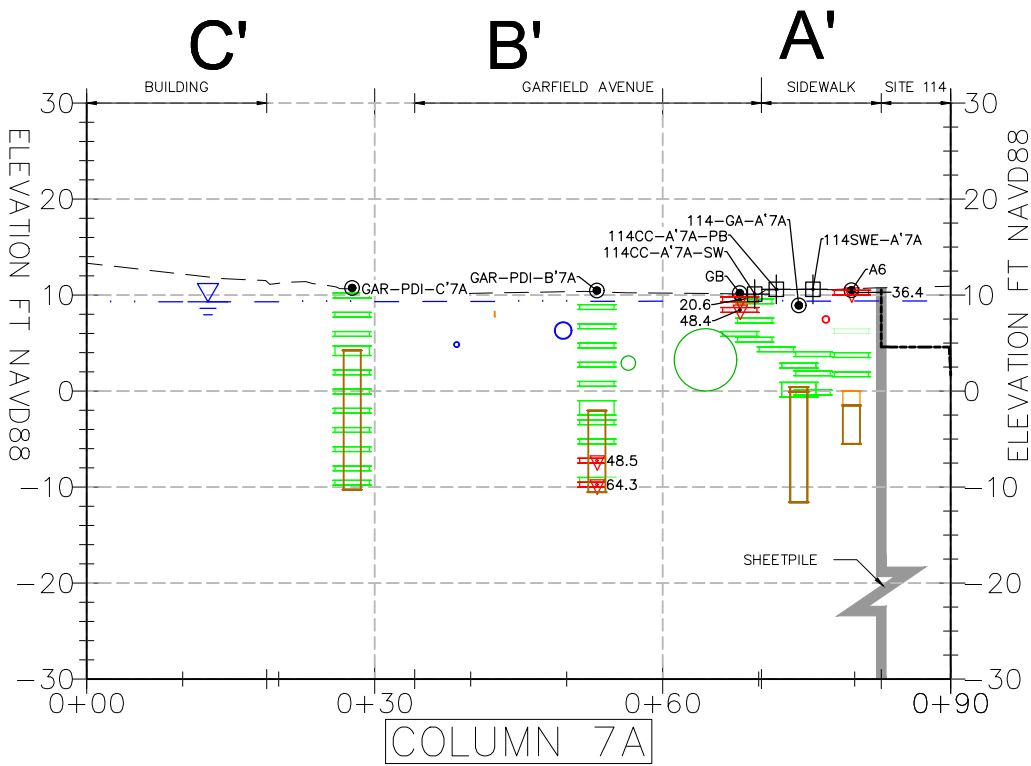 C' B' A'
BUILDING GARFIELD AVENUE SIDEWALK SITE 114
30 30
20 20
10 10
0 0
-10 -10
-20 -20
-30 -30
ELEVATION FT NAVD88
ELEVATION FT NAVD88
114-GA-A'7A
114CC-A'7A-PB 114SWE-A'7A
114CC-A'7A-SW
GAR-PDI-C'7A GAR-PDI-B'7A GB A6
20.6 36.4
48.4
48.5
64.3
SHEETPILE
0+00 0+30 0+60 0+90
COLUMN 7A